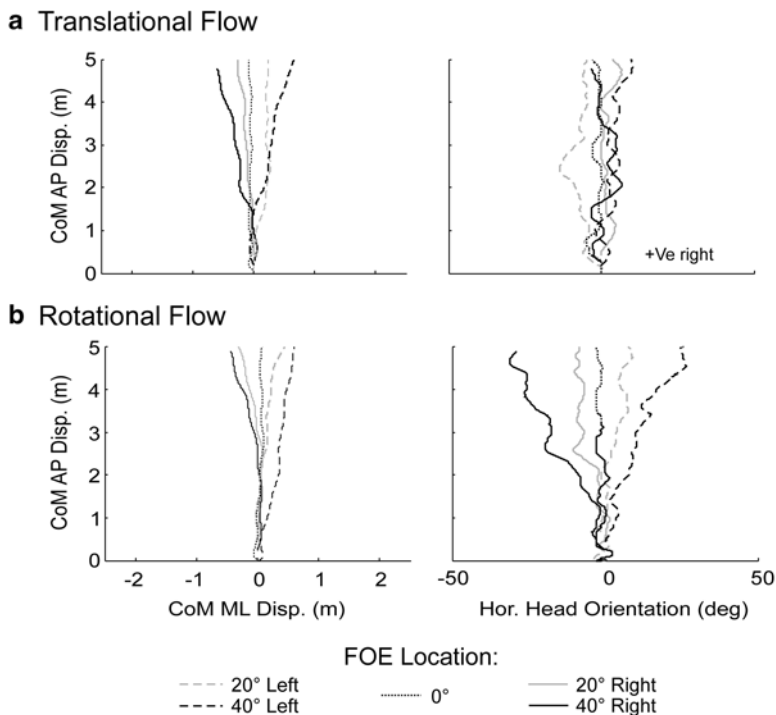 a Translational Flow
CoM AP Disp. (m)
5
4
3
2
1
0
+Ve right
b Rotational Flow
CoM AP Disp. (m)
5
4
3
2
1
0
-2 -1 0 1 2
CoM ML Disp. (m)
-50 0 50
Hor. Head Orientation (deg)
FOE Location:
20° Left 0° 20° Right
40° Left 40° Right